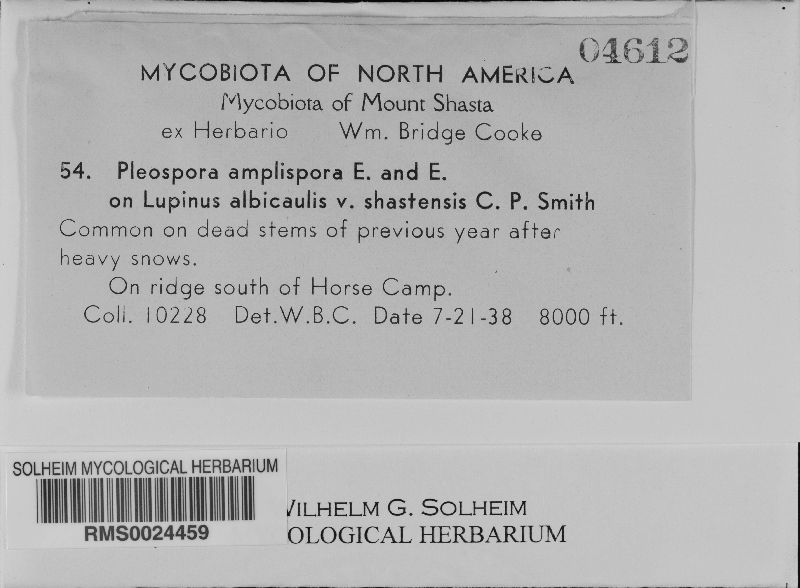 04612
MYCOBIOTA OF NORTH AMERICA
Mycobiota of Mount Shasta
ex Herbario Wm. Bridge Cooke
54. Pleospora amplispora E. and E.
on Lupinus albicaulis v. shastensis C. P. Smith
Common on dead stems of previous year after
heavy snows.
On ridge south of Horse Camp.
Coll. 10228 Det.W.B.C. Date 7-21-38 8000 ft.
SOLHEIM MYCOLOGICAL HERBARIUM
RMS0024459
WILHELM G. SOLHEIM
OLOGICAL HERBARIUM